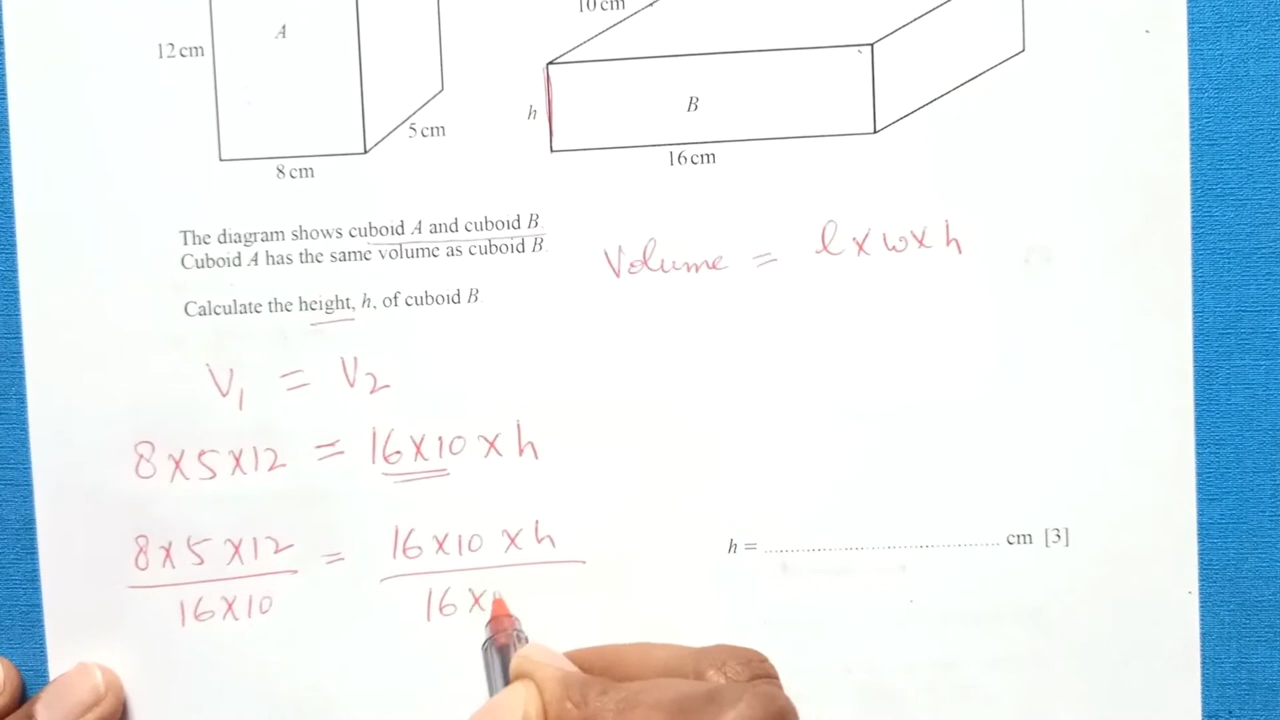 10 cm
12 cm
A
h
B
5 cm
8 cm
16 cm
The diagram shows cuboid A and cuboid B.
Cuboid A has the same volume as cuboid B.
Volume = l x w x h
Calculate the height, h, of cuboid B.
V₁ = V₂
8 x 5 x 12 = 16 x 10 x h
8 x 5 x 12 = 16 x 10 x h
16 x 10 16 x
h = ........................................ cm [3]